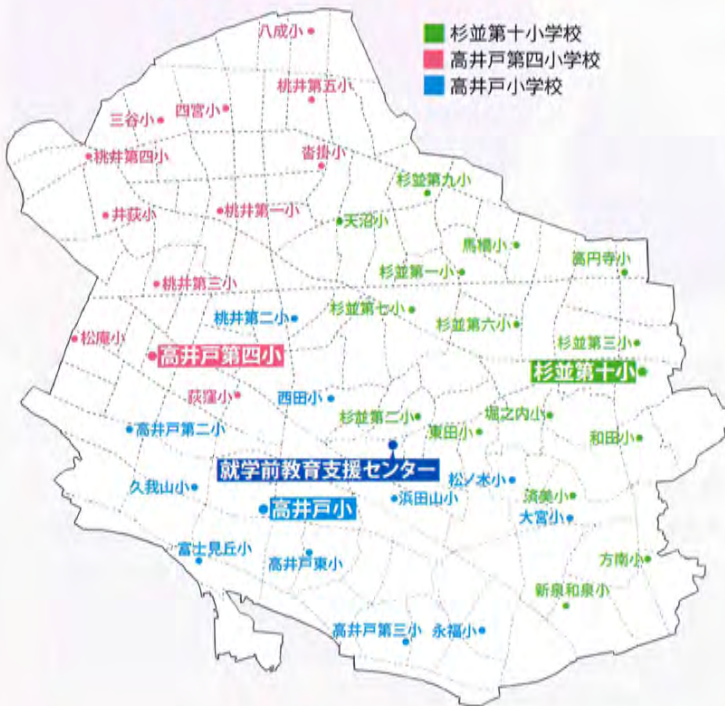 八成小
杉並第十小学校
高井戸第四小学校
高井戸小学校
桃井第五小
四宮小
三谷小
桃井第四小
沓掛小
杉並第九小
井荻小
桃井第一小
天沼小
馬橋小
高円寺小
杉並第一小
桃井第三小
桃井第二小
杉並第七小
杉並第六小
松庵小
杉並第三小
高井戸第四小
杉並第十小
荻窪小
西田小
杉並第二小
堀之内小
高井戸第二小
東田小
和田小
就学前教育支援センター
松ノ木小
久我山小
浜田山小
済美小
高井戸小
大宮小
富士見丘小
高井戸東小
方南小
新泉和泉小
高井戸第三小
永福小